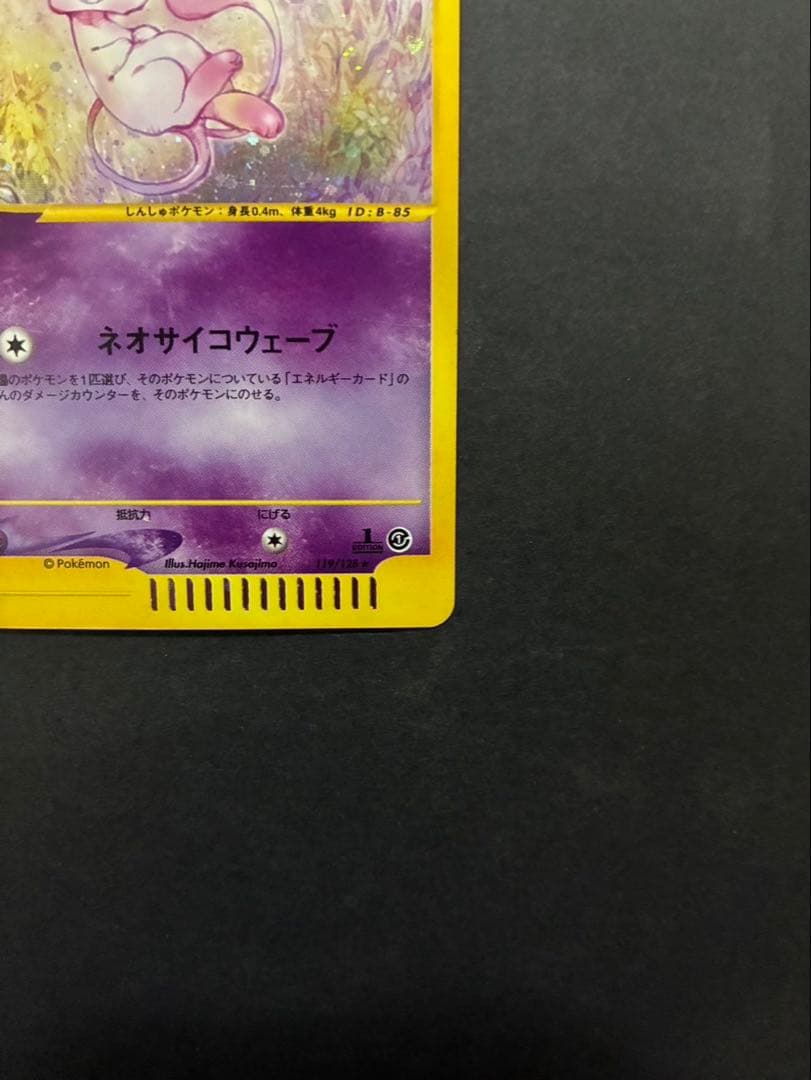 しんしゅポケモン：身長0.4m、体重4kg ID:B-85
ネオサイコウェーブ
のポケモンを1匹選び、そのポケモンについている「エネルギーカード」の
んのダメージカウンターを、そのポケモンにのせる。
抵抗力 にげる
1
EDITION
©Pokémon Illus.Hajime Kusajima 119/128★